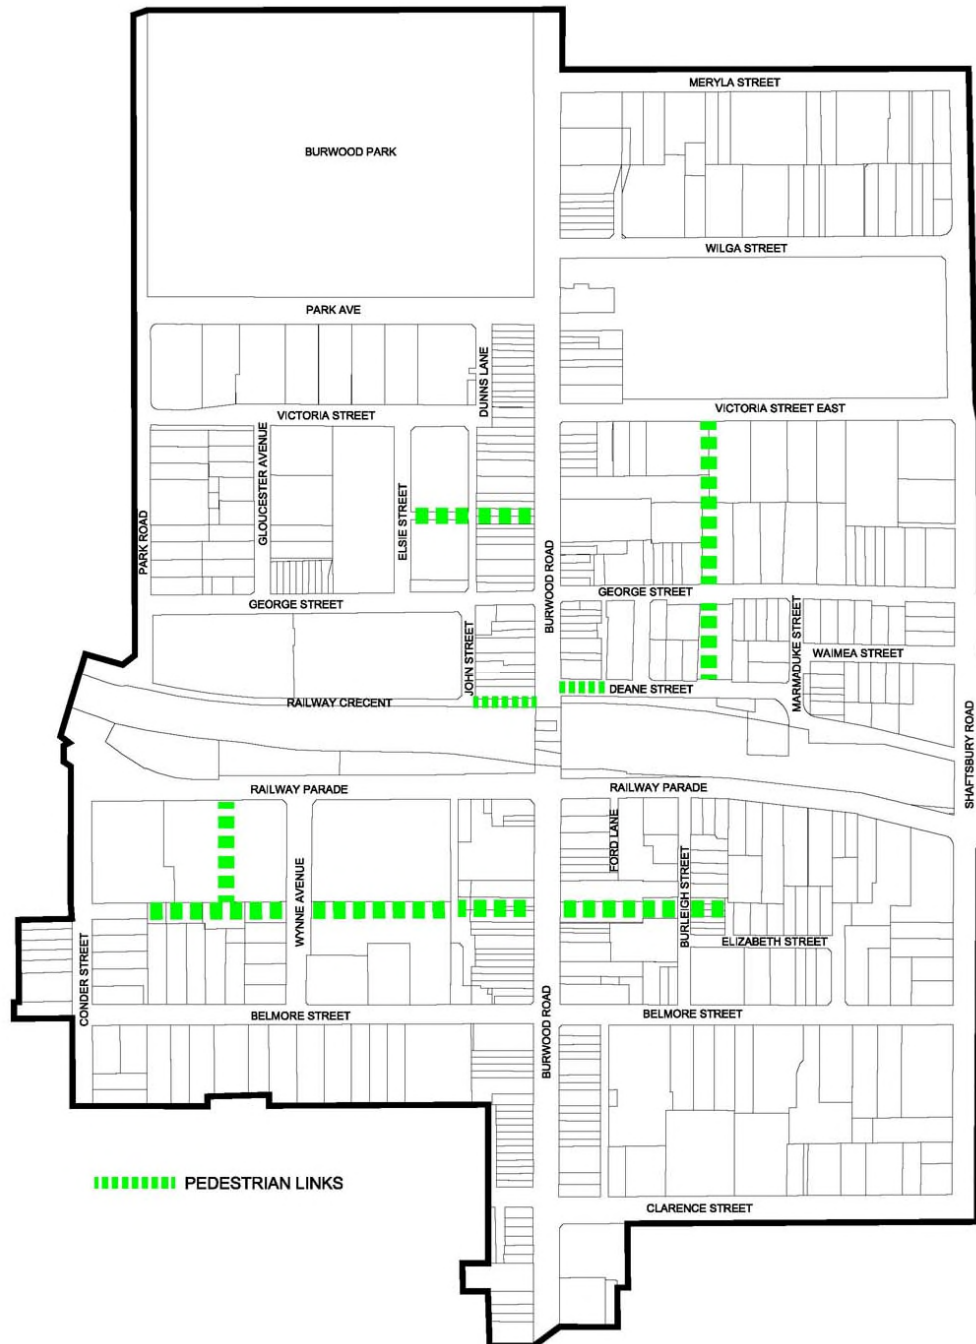 MERYLA STREET
BURWOOD PARK
WILGA STREET
PARK AVE
DUNNS LANE
VICTORIA STREET
VICTORIA STREET EAST
GLOUCESTER AVENUE
ELSIE STREET
PARK ROAD
BURWOOD ROAD
GEORGE STREET
GEORGE STREET
MARMADUKE STREET
JOHN STREET
WAIMEA STREET
DEANE STREET
RAILWAY CRECENT
SHAFTSBURY ROAD
RAILWAY PARADE
RAILWAY PARADE
FORD LANE
WYNNE AVENUE
BURLEIGH STREET
ELIZABETH STREET
CONDER STREET
BELMORE STREET
BELMORE STREET
BURWOOD ROAD
PEDESTRIAN LINKS
CLARENCE STREET